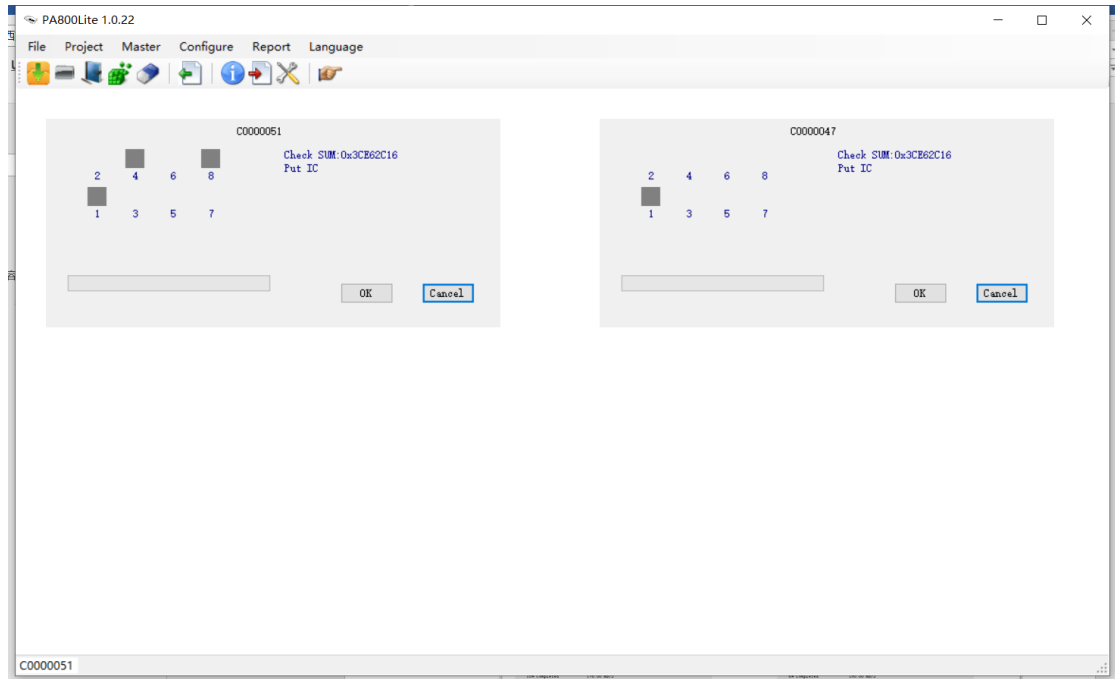 PA800Lite 1.0.22
File Project Master Configure Report Language
C0000051
Check SUM:0x3CE62C16
Put IC
2 4 6 8
1 3 5 7
OK Cancel
C0000047
Check SUM:0x3CE62C16
Put IC
2 4 6 8
1 3 5 7
OK Cancel
C0000051